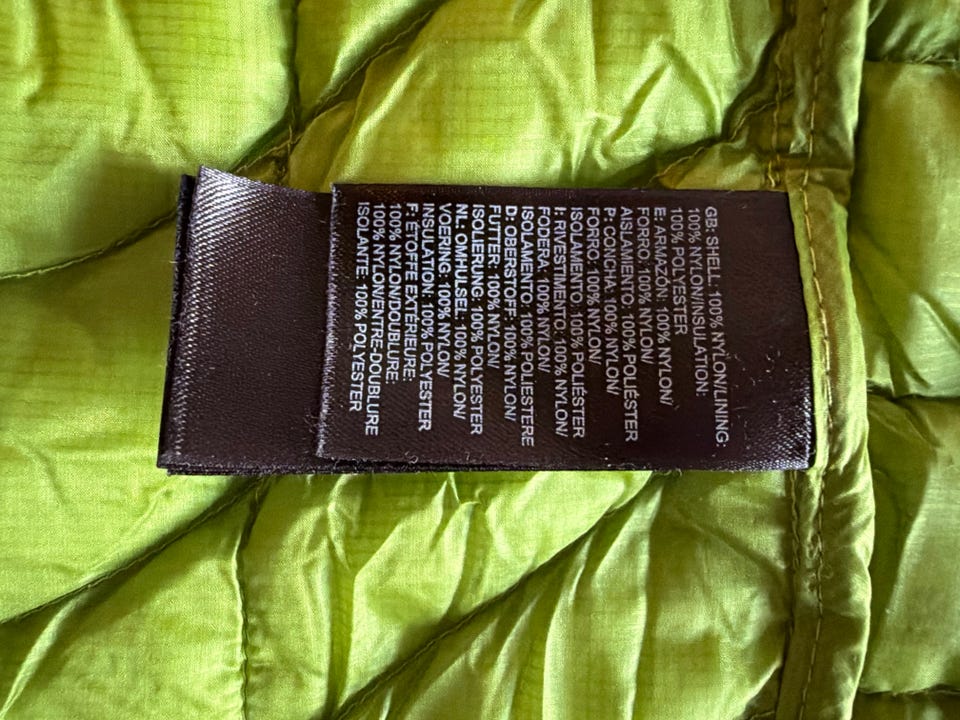 GB: SHELL: 100% NYLON/LINING:
100% NYLON/INSULATION:
100% POLYESTER
E: ARMAZÓN: 100% NYLON/
FORRO: 100% NYLON/
AISLAMIENTO: 100% POLIÉSTER
P: CONCHA: 100% NYLON/
FORRO: 100% NYLON/
ISOLAMENTO: 100% POLIÉSTER
I: RIVESTIMENTO: 100% NYLON/
FODERA: 100% NYLON/
ISOLAMENTO: 100% POLIESTERE
D: OBERSTOFF: 100% NYLON/
FUTTER: 100% NYLON/
ISOLIERUNG: 100% POLYESTER
NL: OMHULSEL: 100% NYLON/
VOERING: 100% NYLON/
INSULATION: 100% POLYESTER
F: ÉTOFFE EXTÉRIEURE:
100% NYLON/DOUBLURE:
100% NYLON/ENTRE-DOUBLURE
ISOLANTE: 100% POLYESTER